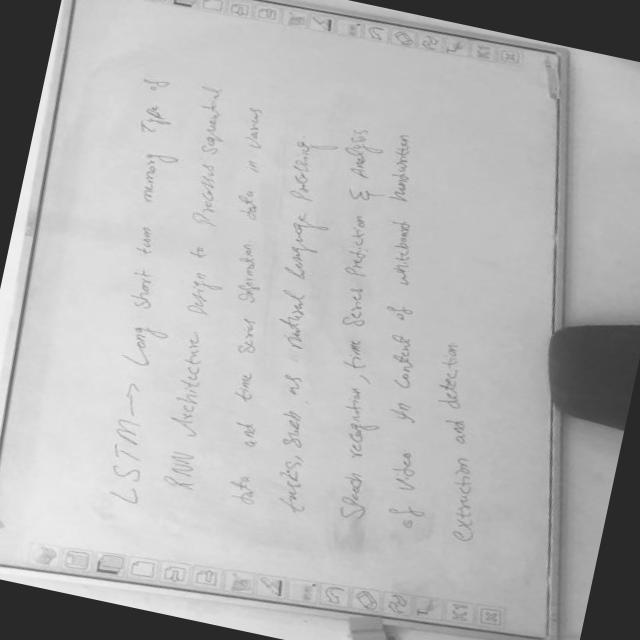 LSTM → Long short term memory Type of
RNN Architecture Design to Processed sequential
data and time series information data in various
tasks, such as natural language processing
Speech recognition, time series Prediction & Analysis
of video in context of whiteboard handwritten
extraction and detection